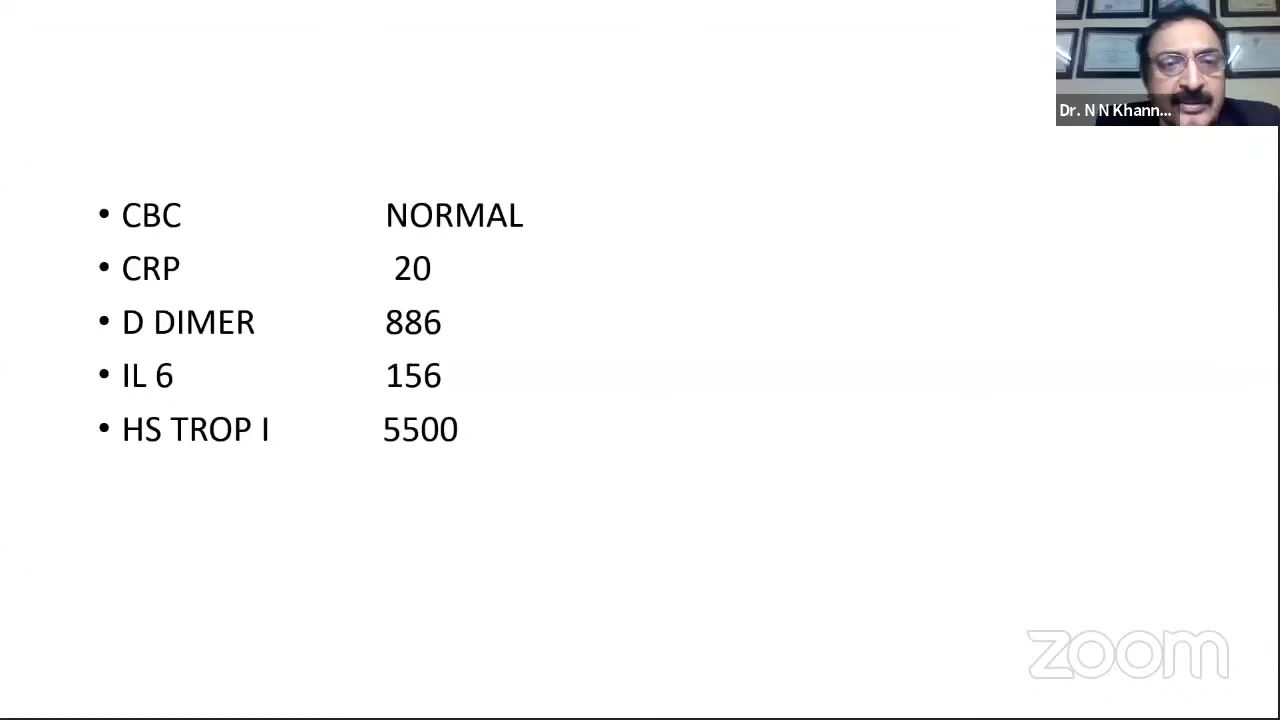 Dr. N N Khann...
• CBC NORMAL
• CRP 20
• D DIMER 886
• IL 6 156
• HS TROP I 5500
zoom